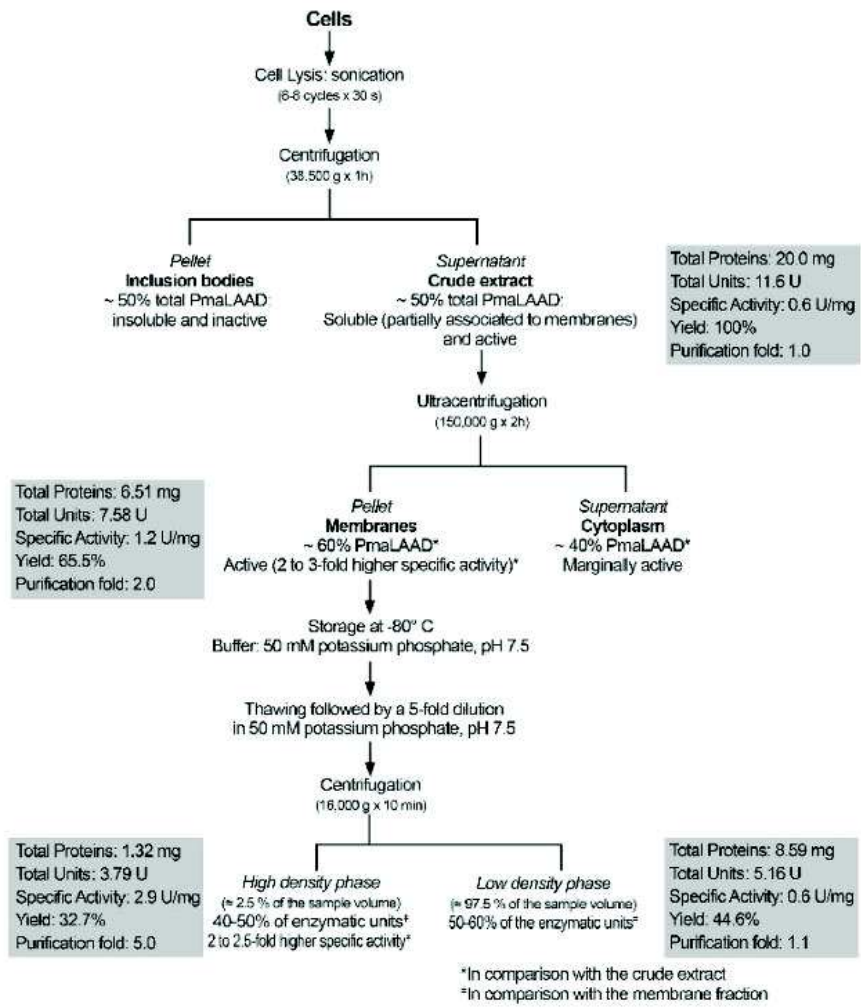 Cells
Cell Lysis: sonication
(6-8 cycles x 30 s)
Centrifugation
(38,500 g x 1h)
Pellet
Inclusion bodies
~ 50% total PmaLAAD:
insoluble and inactive
Supernatant
Crude extract
~ 50% total PmaLAAD:
Soluble (partially associated to membranes)
and active
Total Proteins: 20.0 mg
Total Units: 11.6 U
Specific Activity: 0.6 U/mg
Yield: 100%
Purification fold: 1.0
Ultracentrifugation
(150,000 g x 2h)
Total Proteins: 6.51 mg
Total Units: 7.58 U
Specific Activity: 1.2 U/mg
Yield: 65.5%
Purification fold: 2.0
Pellet
Membranes
~ 60% PmaLAAD*
Active (2 to 3-fold higher specific activity)*
Supernatant
Cytoplasm
~ 40% PmaLAAD*
Marginally active
Storage at -80° C
Buffer: 50 mM potassium phosphate, pH 7.5
Thawing followed by a 5-fold dilution
in 50 mM potassium phosphate, pH 7.5
Centrifugation
(16,000 g x 10 min)
Total Proteins: 1.32 mg
Total Units: 3.79 U
Specific Activity: 2.9 U/mg
Yield: 32.7%
Purification fold: 5.0
High density phase
(≈ 2.5 % of the sample volume)
40-50% of enzymatic units‡
2 to 2.5-fold higher specific activity‡
Low density phase
(≈ 97.5 % of the sample volume)
50-60% of the enzymatic units‡
Total Proteins: 8.59 mg
Total Units: 5.16 U
Specific Activity: 0.6 U/mg
Yield: 44.6%
Purification fold: 1.1
*In comparison with the crude extract
‡In comparison with the membrane fraction